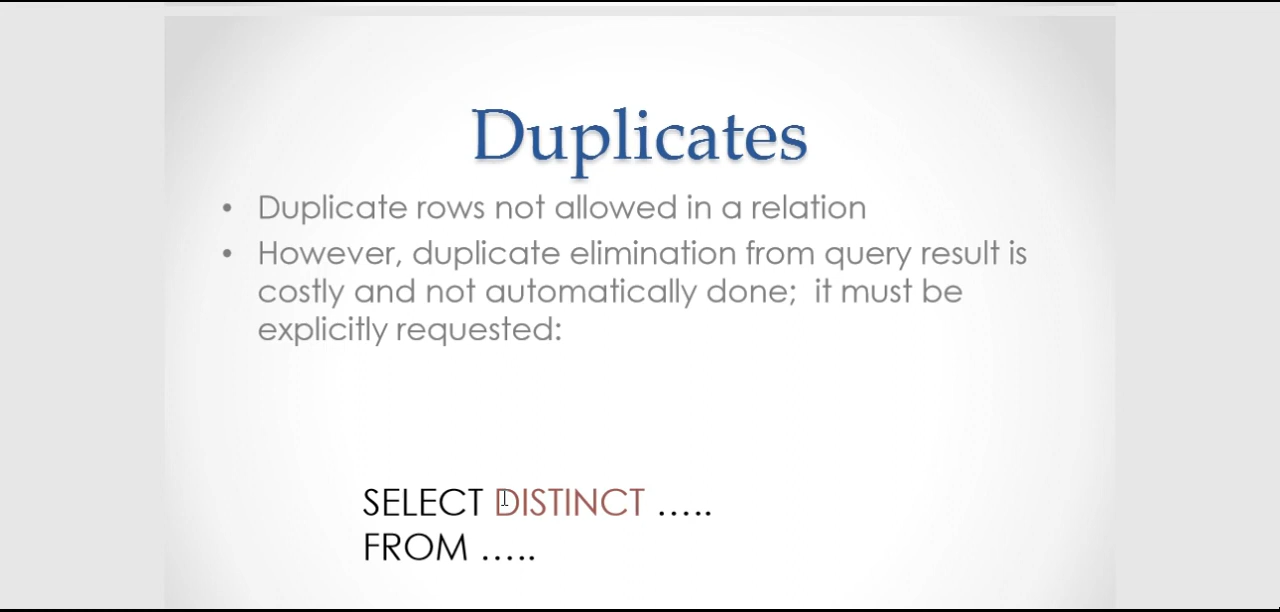 Duplicates
• Duplicate rows not allowed in a relation
• However, duplicate elimination from query result is
costly and not automatically done;  it must be
explicitly requested:
SELECT DISTINCT …..
FROM …..